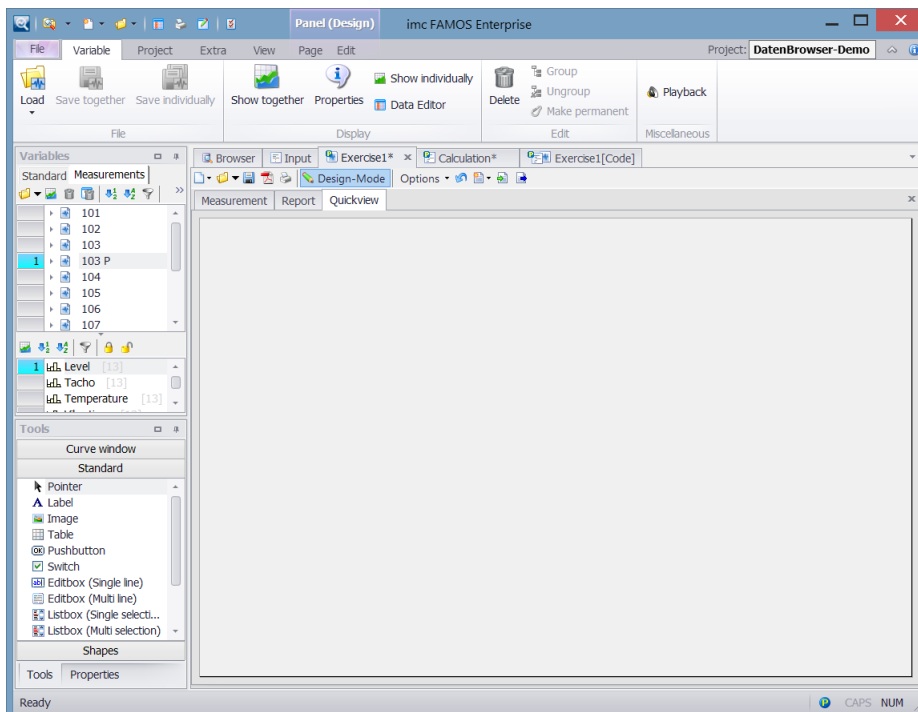 Panel (Design) imc FAMOS Enterprise
File Variable Project Extra View Page Edit Project: DatenBrowser-Demo
Load Save together Save individually Show together Properties Show individually Data Editor Delete Group Ungroup Make permanent Playback
File Display Edit Miscellaneous
Variables
Standard Measurements
101
102
103
1 103 P
104
105
106
107
1 Level [13]
Tacho [13]
Temperature [13]
Tools
Curve window
Standard
Pointer
A Label
Image
Table
OK Pushbutton
Switch
ab Editbox (Single line)
Editbox (Multi line)
Listbox (Single selecti...
Listbox (Multi selection)
Shapes
Tools Properties
Browser Input Exercise1* x Calculation* Exercise1[Code]
Design-Mode Options
Measurement Report Quickview
Ready P CAPS NUM